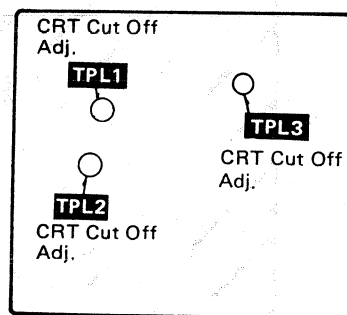 CRT Cut Off
Adj.
TPL1
TPL3
CRT Cut Off
Adj.
TPL2
CRT Cut Off
Adj.